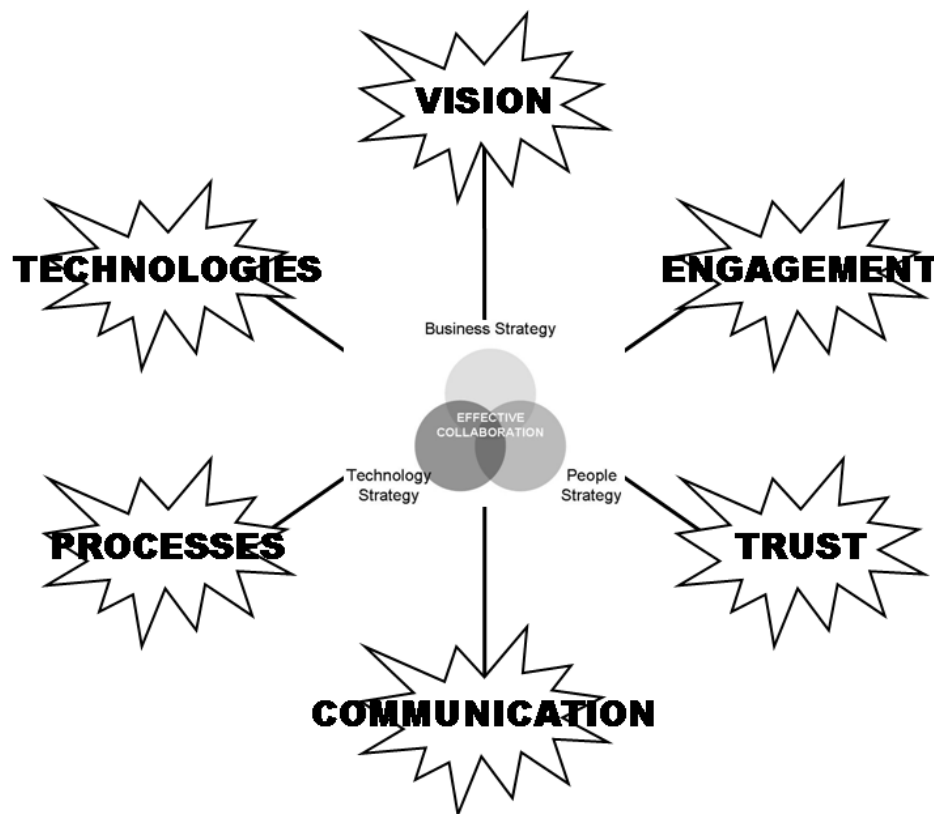 VISION
TECHNOLOGIES
ENGAGEMENT
Business Strategy
EFFECTIVE
COLLABORATION
Technology
Strategy
People
Strategy
PROCESSES
TRUST
COMMUNICATION